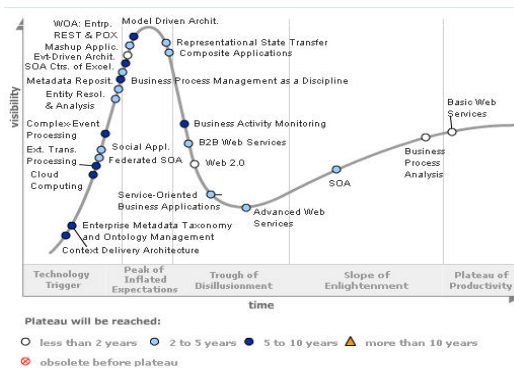 WOA: Entrp.
Model Driven Archit.
REST & POX
Mashup Applic.
Evt-Driven Archit.
SOA Ctrs. of Excel.
Metadata Reposit.
Entity Resol.
& Analysis
Complex-Event
Processing
Ext. Trans.
Processing
Cloud
Computing
Representational State Transfer
Composite Applications
Business Process Management as a Discipline
Social Appl.
Federated SOA
Business Activity Monitoring
B2B Web Services
Web 2.0
Service-Oriented
Business Applications
Advanced Web
Services
SOA
Business
Process
Analysis
Basic Web
Services
Enterprise Metadata Taxonomy
and Ontology Management
Context Delivery Architecture
visibility
Technology
Trigger
Peak of
Inflated
Expectations
Trough of
Disillusionment
Slope of
Enlightenment
Plateau of
Productivity
time
Plateau will be reached:
less than 2 years
2 to 5 years
5 to 10 years
more than 10 years
obsolete before plateau